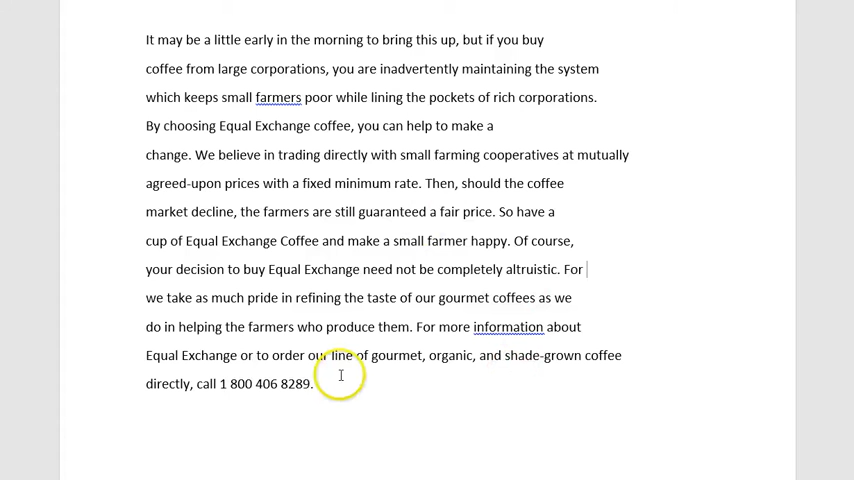 It may be a little early in the morning to bring this up, but if you buy
coffee from large corporations, you are inadvertently maintaining the system
which keeps small farmers poor while lining the pockets of rich corporations.
By choosing Equal Exchange coffee, you can help to make a
change. We believe in trading directly with small farming cooperatives at mutually
agreed-upon prices with a fixed minimum rate. Then, should the coffee
market decline, the farmers are still guaranteed a fair price. So have a
cup of Equal Exchange Coffee and make a small farmer happy. Of course,
your decision to buy Equal Exchange need not be completely altruistic. For
we take as much pride in refining the taste of our gourmet coffees as we
do in helping the farmers who produce them. For more information about
Equal Exchange or to order our line of gourmet, organic, and shade-grown coffee
directly, call 1 800 406 8289.